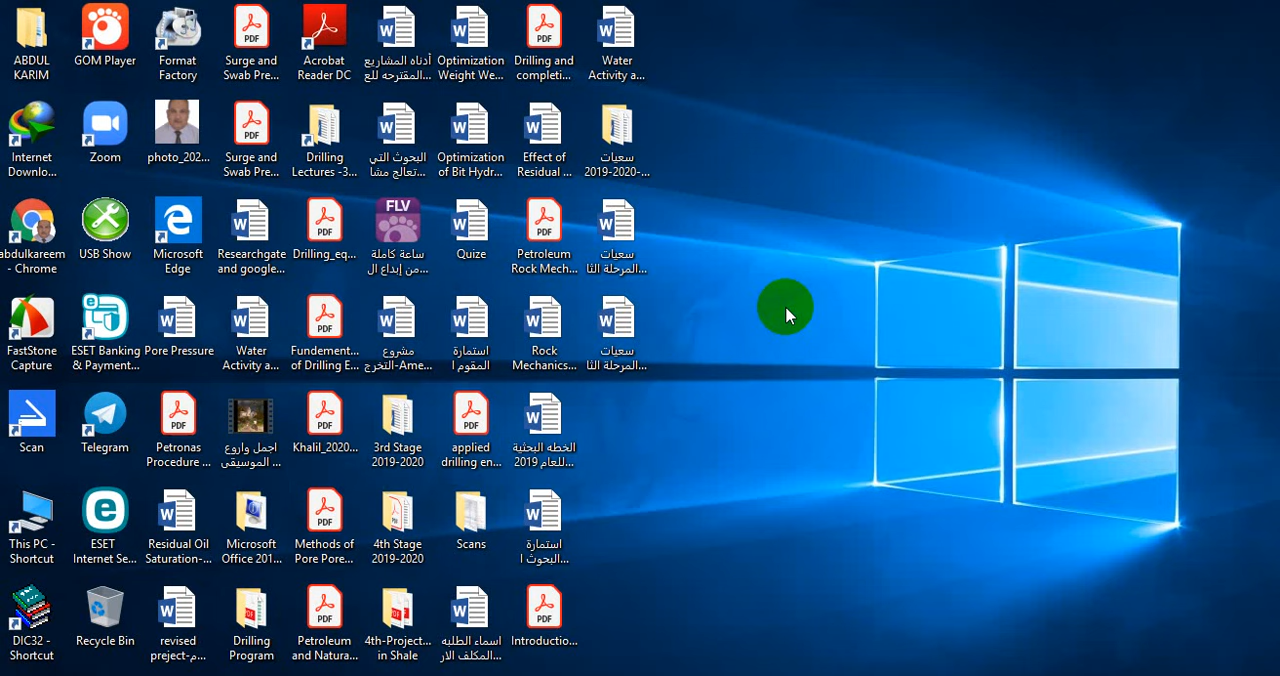 ABDUL
KARIM
GOM Player
Format
Factory
Surge and
Swab Pre...
Acrobat
Reader DC
أدناه المشاريع
المقترحه للع...
Optimization
Weight We...
Drilling and
completi...
Water
Activity a...
Internet
Downlo...
Zoom
photo_202...
PDF
Surge and
Swab Pre...
Drilling
Lectures -3...
البحوث التي
تعالج مشا...
Optimization
of Bit Hydr...
Effect of
Residual ...
سعيات
2019-2020-...
abdulkareem
- Chrome
USB Show
Microsoft
Edge
Researchgate
and google...
Drilling_eq...
FLV
ساعة كاملة
من إبداع ال...
Quize
Petroleum
Rock Mech...
سعيات
المرحلة الثا...
FastStone
Capture
ESET Banking
& Payment...
Pore Pressure
Water
Activity a...
Fundement...
of Drilling E...
مشروع
التخرج-Ame...
استمارة
المقوم ا
Rock
Mechanics...
سعيات
المرحلة الثا...
Scan
Telegram
Petronas
Procedure ...
اجمل واروع
الموسيقى ...
Khalil_2020...
3rd Stage
2019-2020
applied
drilling en...
الخطه البحثية
للعام 2019...
This PC -
Shortcut
ESET
Internet Se...
Residual Oil
Saturation-...
Microsoft
Office 201...
Methods of
Pore Pore...
4th Stage
2019-2020
Scans
استمارة
البحوث ا...
DIC32 -
Shortcut
Recycle Bin
revised
preject-م...
Drilling
Program
Petroleum
and Natura...
4th-Project...
in Shale
اسماء الطلبه
المكلف الار...
Introductio...